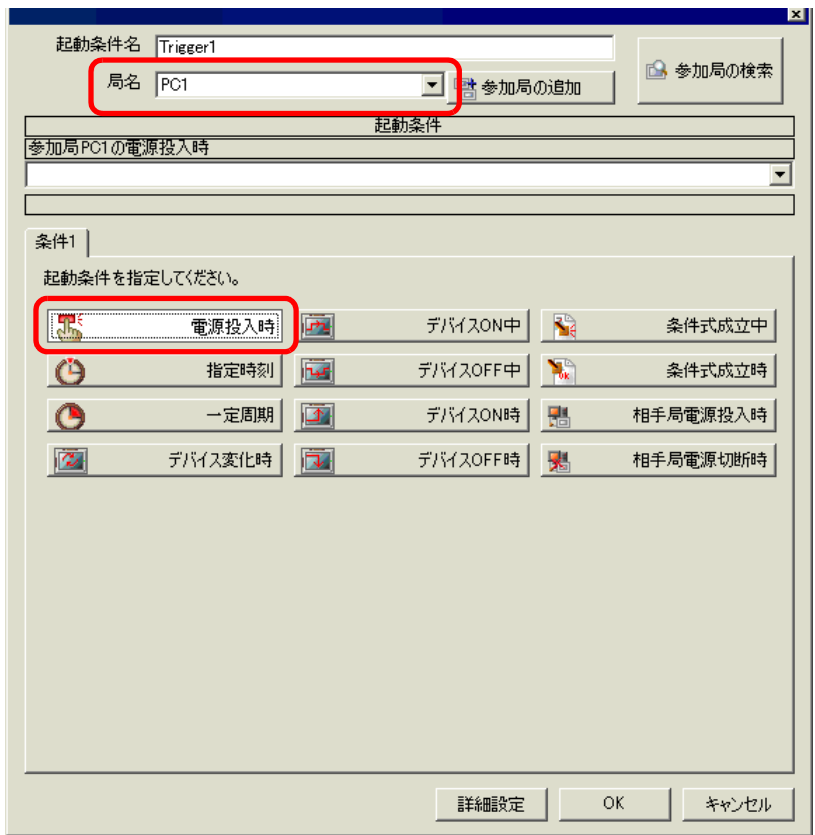 起動条件名 Trigger1
局名 PC1 参加局の追加 参加局の検索
起動条件
参加局PC1の電源投入時
条件1
起動条件を指定してください。
電源投入時 デバイスON中 条件式成立中
指定時刻 デバイスOFF中 条件式成立時
一定周期 デバイスON時 相手局電源投入時
デバイス変化時 デバイスOFF時 相手局電源切断時
詳細設定 OK キャンセル